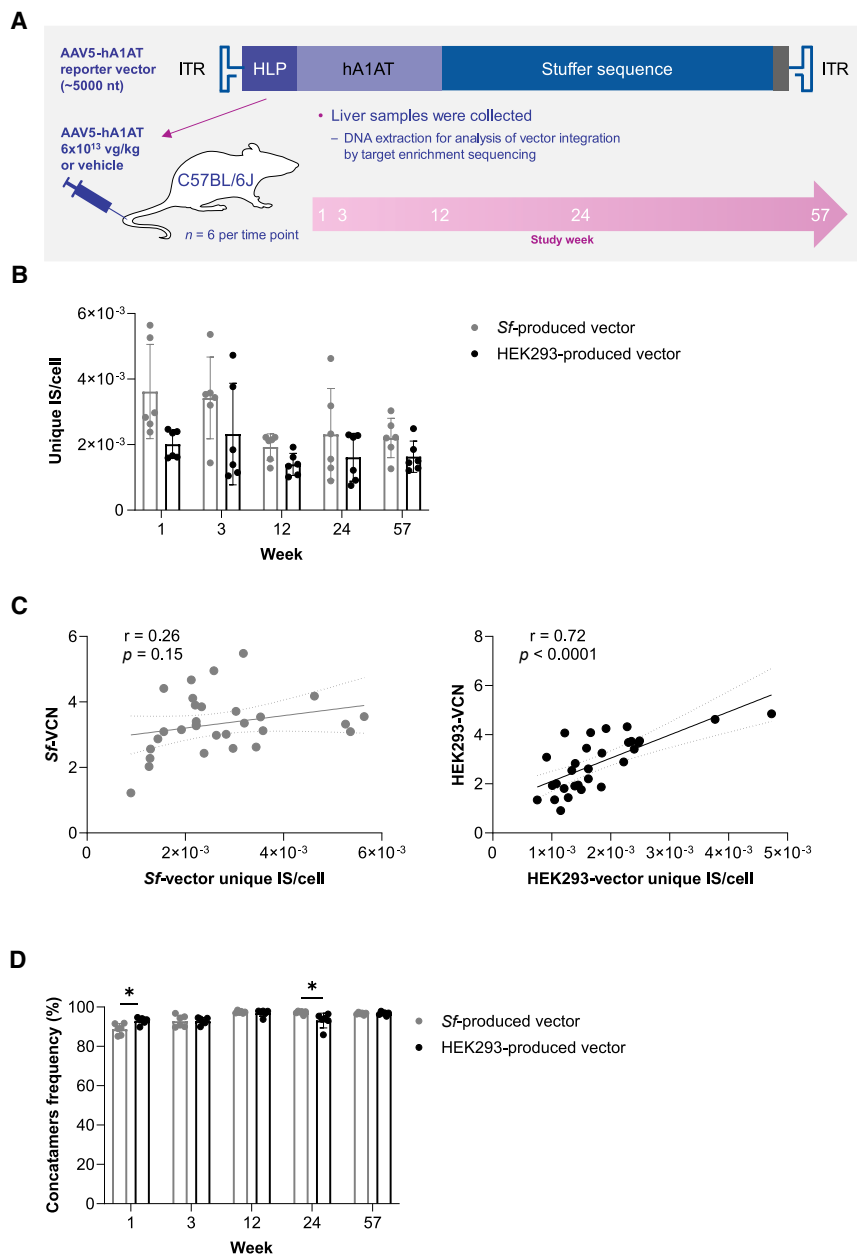 A
AAV5-hA1AT
reporter vector
(~5000 nt)
ITR
HLP
hA1AT
Stuffer sequence
ITR
AAV5-hA1AT
6x10¹³ vg/kg
or vehicle
C57BL/6J
n = 6 per time point
• Liver samples were collected
– DNA extraction for analysis of vector integration
by target enrichment sequencing
1 3 12 24 57
Study week
B
Unique IS/cell
6×10⁻³
4×10⁻³
2×10⁻³
0
1 3 12 24 57
Week
Sf-produced vector
HEK293-produced vector
C
r = 0.26
p = 0.15
Sf-VCN
6
4
2
0
0 2×10⁻³ 4×10⁻³ 6×10⁻³
Sf-vector unique IS/cell
r = 0.72
p < 0.0001
HEK293-VCN
8
6
4
2
0
0 1×10⁻³ 2×10⁻³ 3×10⁻³ 4×10⁻³ 5×10⁻³
HEK293-vector unique IS/cell
D
* *
Concatamers frequency (%)
100
80
60
40
20
0
1 3 12 24 57
Week
Sf-produced vector
HEK293-produced vector